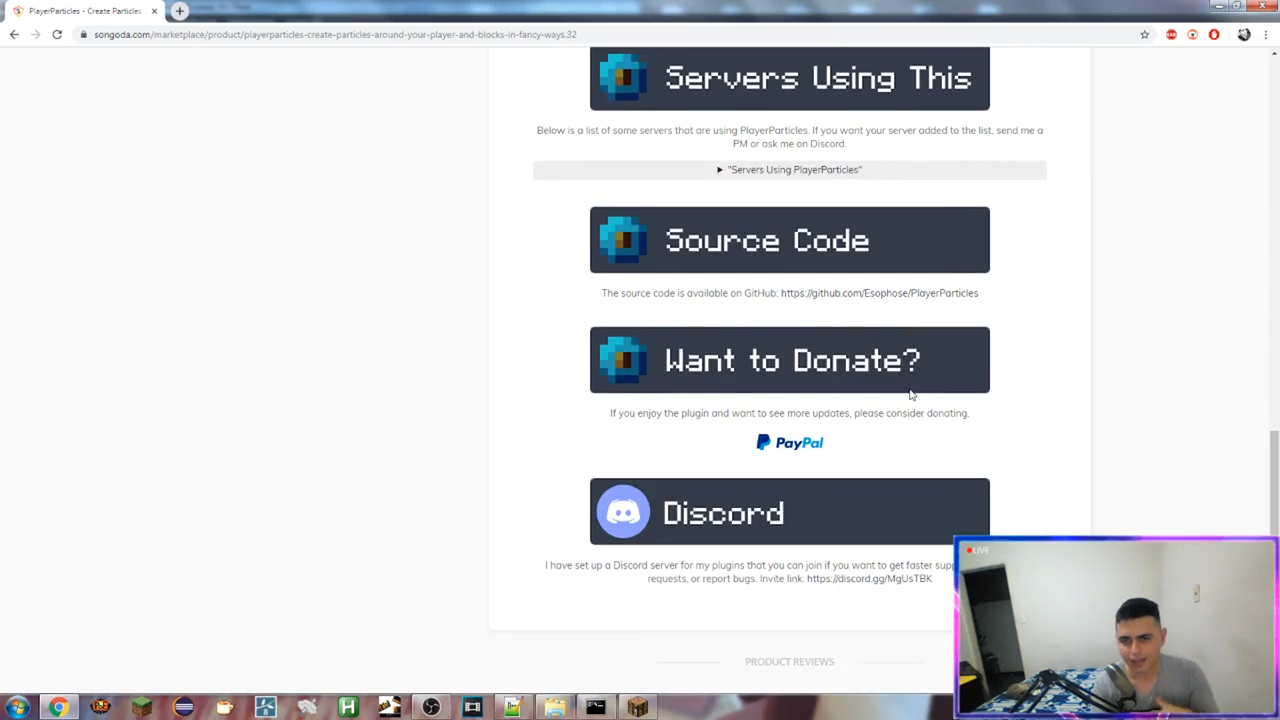 PlayerParticles - Create Particles
songoda.com/marketplace/product/playerparticles-create-particles-around-your-player-and-blocks-in-fancy-ways.32
Servers Using This
Below is a list of some servers that are using PlayerParticles. If you want your server added to the list, send me a
PM or ask me on Discord.
"Servers Using PlayerParticles"
Source Code
The source code is available on GitHub: https://github.com/Esophose/PlayerParticles
Want to Donate?
If you enjoy the plugin and want to see more updates, please consider donating.
PayPal
Discord
I have set up a Discord server for my plugins that you can join if you want to get faster
requests, or report bugs. Invite link: https://discord.gg/MgUsTBK
LIVE
PRODUCT REVIEWS